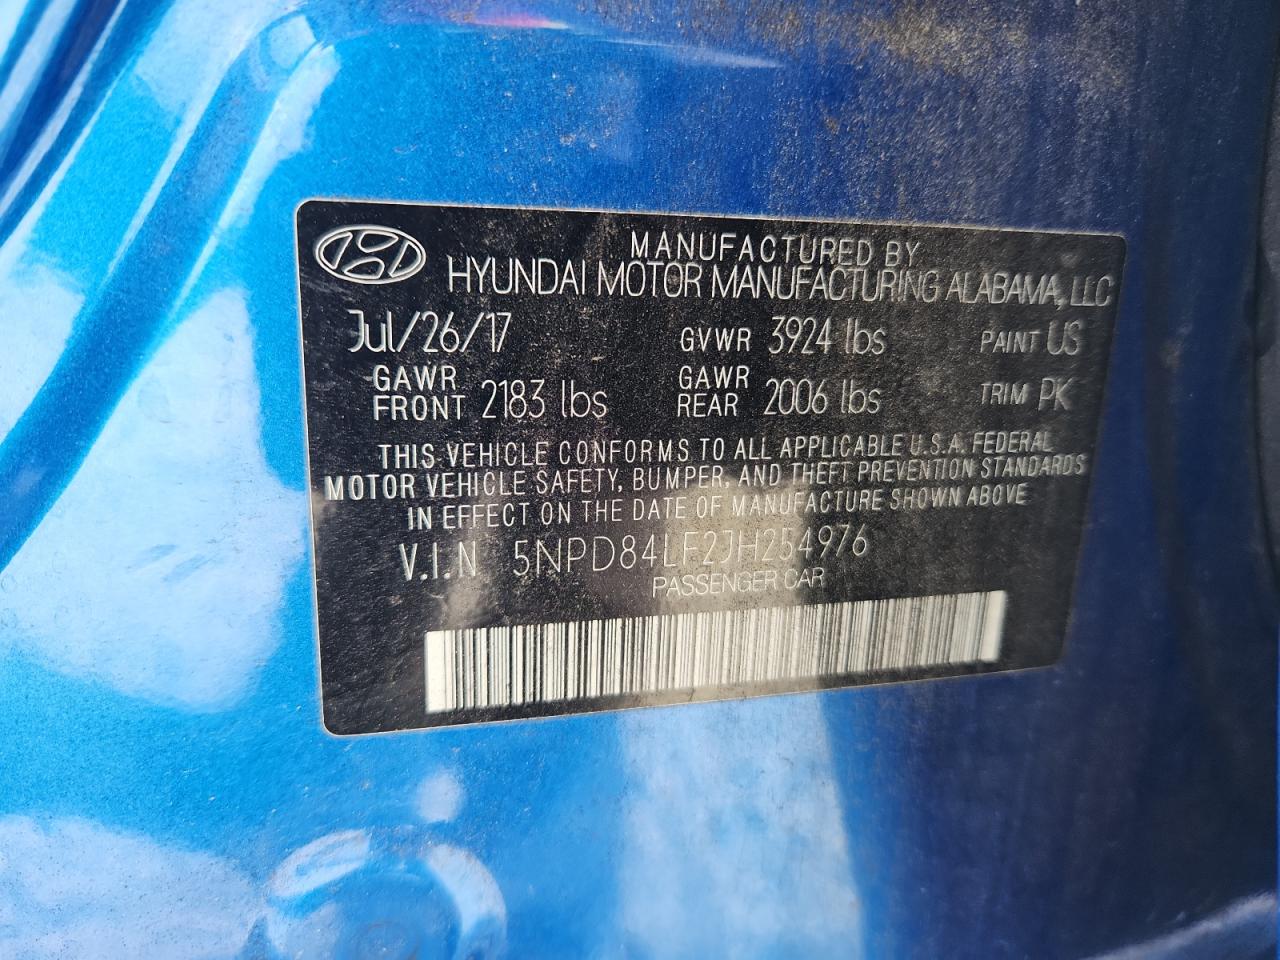 MANUFACTURED BY
HYUNDAI MOTOR MANUFACTURING ALABAMA, LLC
Jul/26/17 GVWR 3924 lbs PAINT US
GAWR FRONT 2183 lbs GAWR REAR 2006 lbs TRIM PK
THIS VEHICLE CONFORMS TO ALL APPLICABLE U.S.A. FEDERAL
MOTOR VEHICLE SAFETY, BUMPER, AND THEFT PREVENTION STANDARDS
IN EFFECT ON THE DATE OF MANUFACTURE SHOWN ABOVE
V.I.N 5NPD84LF2JH254976
PASSENGER CAR